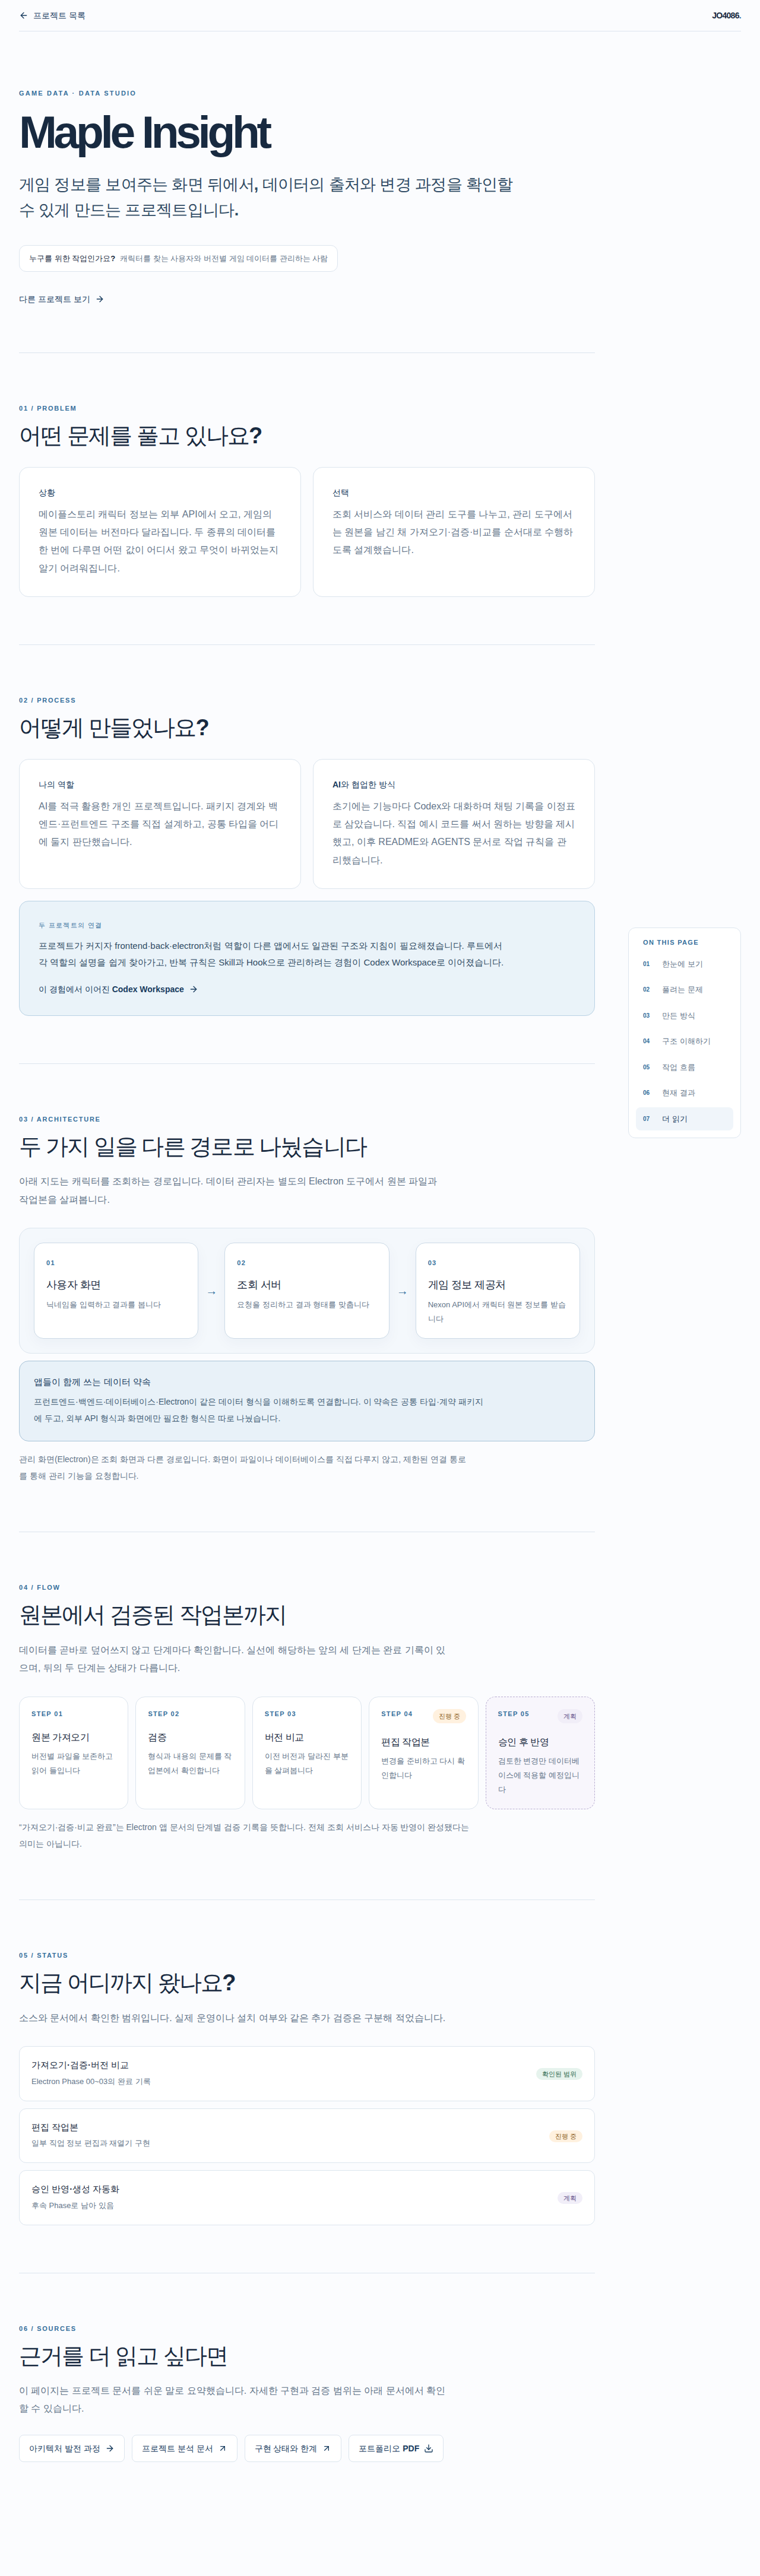 프로젝트 목록
JO4086.
GAME DATA · DATA STUDIO
Maple Insight
게임 정보를 보여주는 화면 뒤에서, 데이터의 출처와 변경 과정을 확인할
수 있게 만드는 프로젝트입니다.
누구를 위한 작업인가요? 캐릭터를 찾는 사용자와 버전별 게임 데이터를 관리하는 사람
다른 프로젝트 보기
01 / PROBLEM
어떤 문제를 풀고 있나요?
상황
메이플스토리 캐릭터 정보는 외부 API에서 오고, 게임의
원본 데이터는 버전마다 달라집니다. 두 종류의 데이터를
한 번에 다루면 어떤 값이 어디서 왔고 무엇이 바뀌었는지
알기 어려워집니다.
선택
조회 서비스와 데이터 관리 도구를 나누고, 관리 도구에서
는 원본을 남긴 채 가져오기·검증·비교를 순서대로 수행하
도록 설계했습니다.
02 / PROCESS
어떻게 만들었나요?
나의 역할
AI를 적극 활용한 개인 프로젝트입니다. 패키지 경계와 백
엔드·프런트엔드 구조를 직접 설계하고, 공통 타입을 어디
에 둘지 판단했습니다.
AI와 협업한 방식
초기에는 기능마다 Codex와 대화하며 채팅 기록을 이정표
로 삼았습니다. 직접 예시 코드를 써서 원하는 방향을 제시
했고, 이후 README와 AGENTS 문서로 작업 규칙을 관
리했습니다.
두 프로젝트의 연결
프로젝트가 커지자 frontend·back·electron처럼 역할이 다른 앱에서도 일관된 구조와 지침이 필요해졌습니다. 루트에서
각 역할의 설명을 쉽게 찾아가고, 반복 규칙은 Skill과 Hook으로 관리하려는 경험이 Codex Workspace로 이어졌습니다.
이 경험에서 이어진 Codex Workspace
ON THIS PAGE
01 한눈에 보기
02 풀려는 문제
03 만든 방식
04 구조 이해하기
05 작업 흐름
06 현재 결과
07 더 읽기
03 / ARCHITECTURE
두 가지 일을 다른 경로로 나눴습니다
아래 지도는 캐릭터를 조회하는 경로입니다. 데이터 관리자는 별도의 Electron 도구에서 원본 파일과
작업본을 살펴봅니다.
01
사용자 화면
닉네임을 입력하고 결과를 봅니다
→
02
조회 서버
요청을 정리하고 결과 형태를 맞춥니다
→
03
게임 정보 제공처
Nexon API에서 캐릭터 원본 정보를 받습
니다
앱들이 함께 쓰는 데이터 약속
프런트엔드·백엔드·데이터베이스·Electron이 같은 데이터 형식을 이해하도록 연결합니다. 이 약속은 공통 타입·계약 패키지
에 두고, 외부 API 형식과 화면에만 필요한 형식은 따로 나눴습니다.
관리 화면(Electron)은 조회 화면과 다른 경로입니다. 화면이 파일이나 데이터베이스를 직접 다루지 않고, 제한된 연결 통로
를 통해 관리 기능을 요청합니다.
04 / FLOW
원본에서 검증된 작업본까지
데이터를 곧바로 덮어쓰지 않고 단계마다 확인합니다. 실선에 해당하는 앞의 세 단계는 완료 기록이 있
으며, 뒤의 두 단계는 상태가 다릅니다.
STEP 01
원본 가져오기
버전별 파일을 보존하고
읽어 들입니다
STEP 02
검증
형식과 내용의 문제를 작
업본에서 확인합니다
STEP 03
버전 비교
이전 버전과 달라진 부분
을 살펴봅니다
STEP 04 진행 중
편집 작업본
변경을 준비하고 다시 확
인합니다
STEP 05 계획
승인 후 반영
검토한 변경만 데이터베
이스에 적용할 예정입니
다
“가져오기·검증·비교 완료”는 Electron 앱 문서의 단계별 검증 기록을 뜻합니다. 전체 조회 서비스나 자동 반영이 완성됐다는
의미는 아닙니다.
05 / STATUS
지금 어디까지 왔나요?
소스와 문서에서 확인한 범위입니다. 실제 운영이나 설치 여부와 같은 추가 검증은 구분해 적었습니다.
가져오기·검증·버전 비교
Electron Phase 00–03의 완료 기록
확인된 범위
편집 작업본
일부 직업 정보 편집과 재열기 구현
진행 중
승인 반영·생성 자동화
후속 Phase로 남아 있음
계획
06 / SOURCES
근거를 더 읽고 싶다면
이 페이지는 프로젝트 문서를 쉬운 말로 요약했습니다. 자세한 구현과 검증 범위는 아래 문서에서 확인
할 수 있습니다.
아키텍처 발전 과정
프로젝트 분석 문서
구현 상태와 한계
포트폴리오 PDF